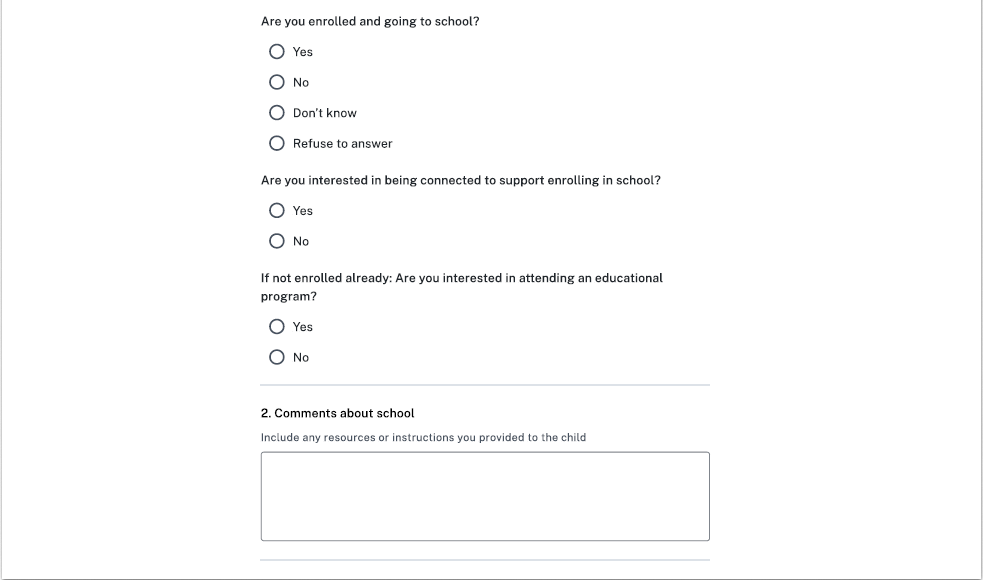 Are you enrolled and going to school?
Yes
No
Don't know
Refuse to answer
Are you interested in being connected to support enrolling in school?
Yes
No
If not enrolled already: Are you interested in attending an educational
program?
Yes
No
2. Comments about school
Include any resources or instructions you provided to the child